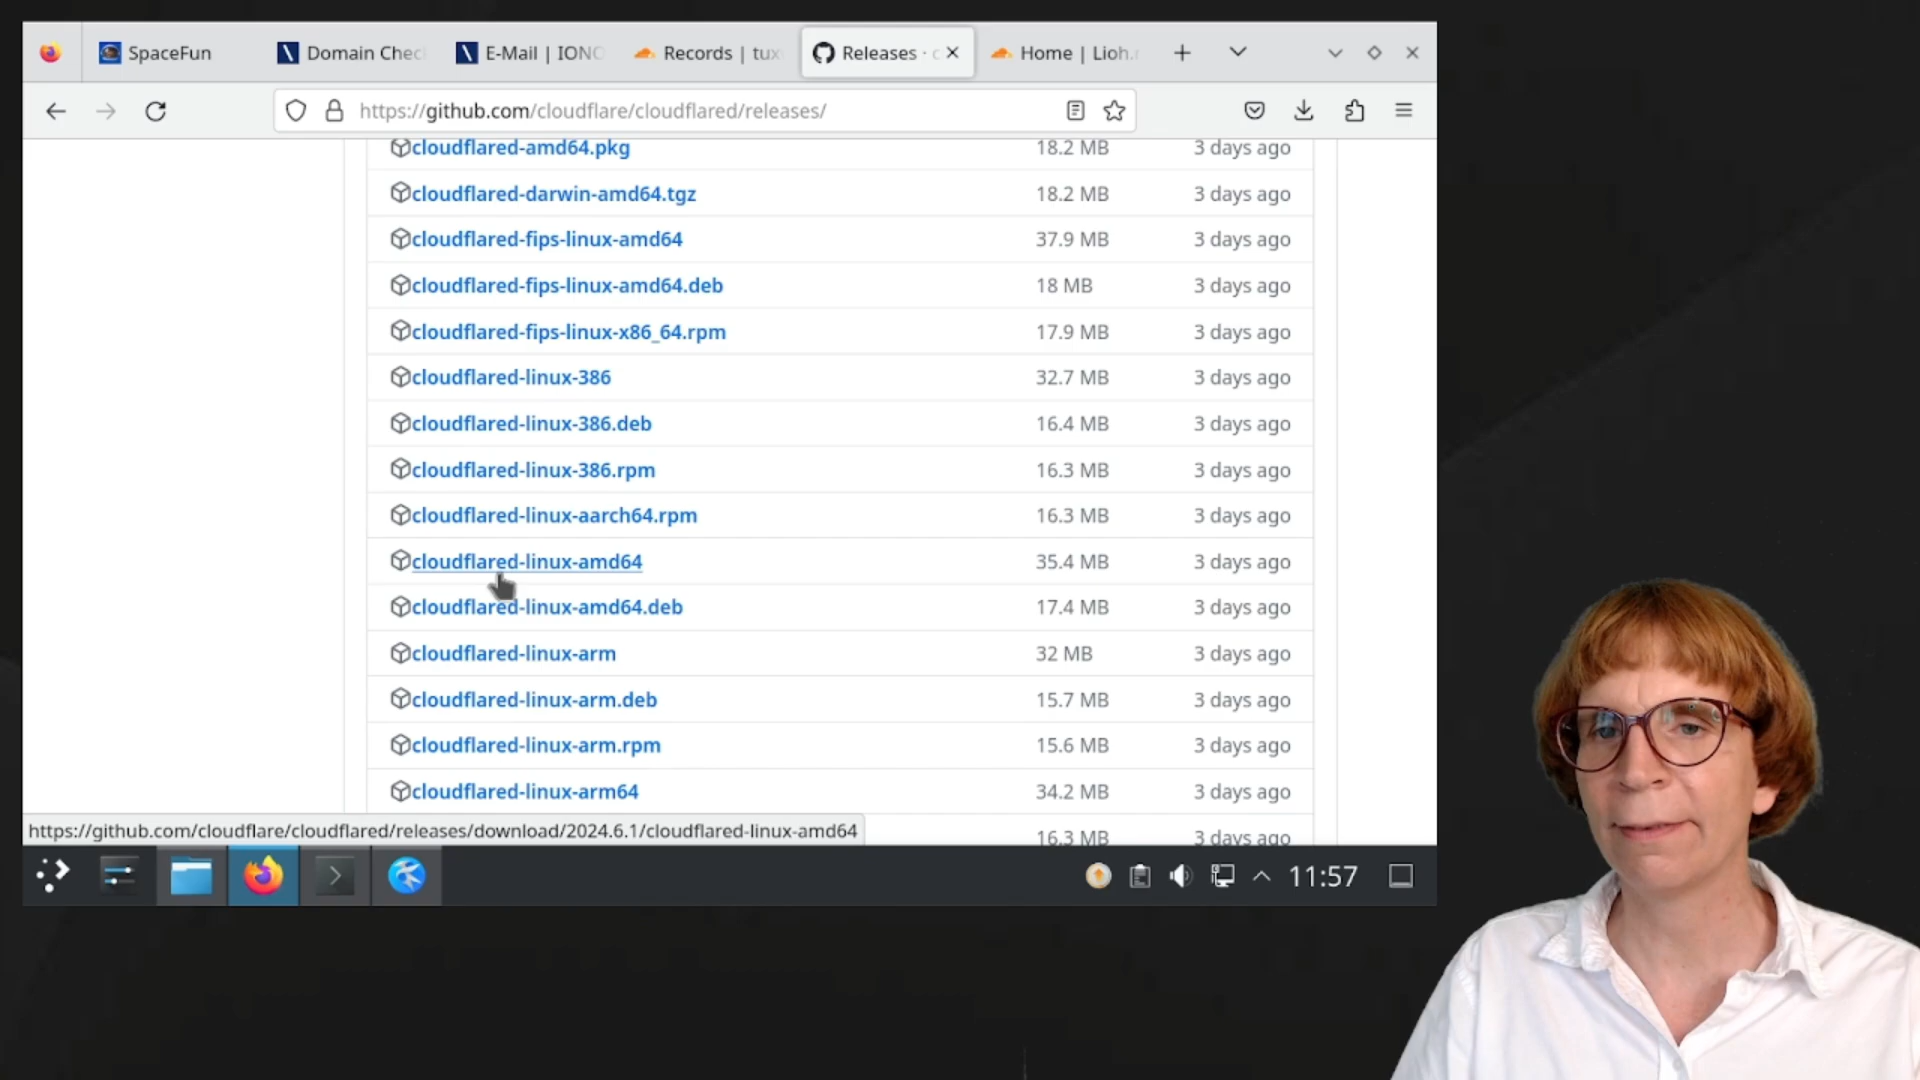 SpaceFun
Domain Chec
E-Mail | IONO
Records | tux
Releases · c
Home | Lioh.n
https://github.com/cloudflare/cloudflared/releases/
cloudflared-amd64.pkg 18.2 MB 3 days ago
cloudflared-darwin-amd64.tgz 18.2 MB 3 days ago
cloudflared-fips-linux-amd64 37.9 MB 3 days ago
cloudflared-fips-linux-amd64.deb 18 MB 3 days ago
cloudflared-fips-linux-x86_64.rpm 17.9 MB 3 days ago
cloudflared-linux-386 32.7 MB 3 days ago
cloudflared-linux-386.deb 16.4 MB 3 days ago
cloudflared-linux-386.rpm 16.3 MB 3 days ago
cloudflared-linux-aarch64.rpm 16.3 MB 3 days ago
cloudflared-linux-amd64 35.4 MB 3 days ago
cloudflared-linux-amd64.deb 17.4 MB 3 days ago
cloudflared-linux-arm 32 MB 3 days ago
cloudflared-linux-arm.deb 15.7 MB 3 days ago
cloudflared-linux-arm.rpm 15.6 MB 3 days ago
cloudflared-linux-arm64 34.2 MB 3 days ago
16.3 MB 3 days ago
https://github.com/cloudflare/cloudflared/releases/download/2024.6.1/cloudflared-linux-amd64
11:57